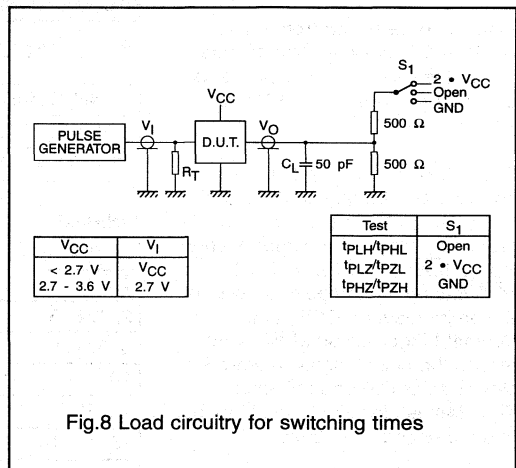 S1
2 • VCC
Open
GND
VCC
VI
VO
500 Ω
PULSE
GENERATOR
D.U.T.
RT
CL
50 pF
500 Ω
VCC VI
< 2.7 V VCC
2.7 - 3.6 V 2.7 V
Test S1
tPLH/tPHL Open
tPLZ/tPZL 2 • VCC
tPHZ/tPZH GND
Fig.8 Load circuitry for switching times